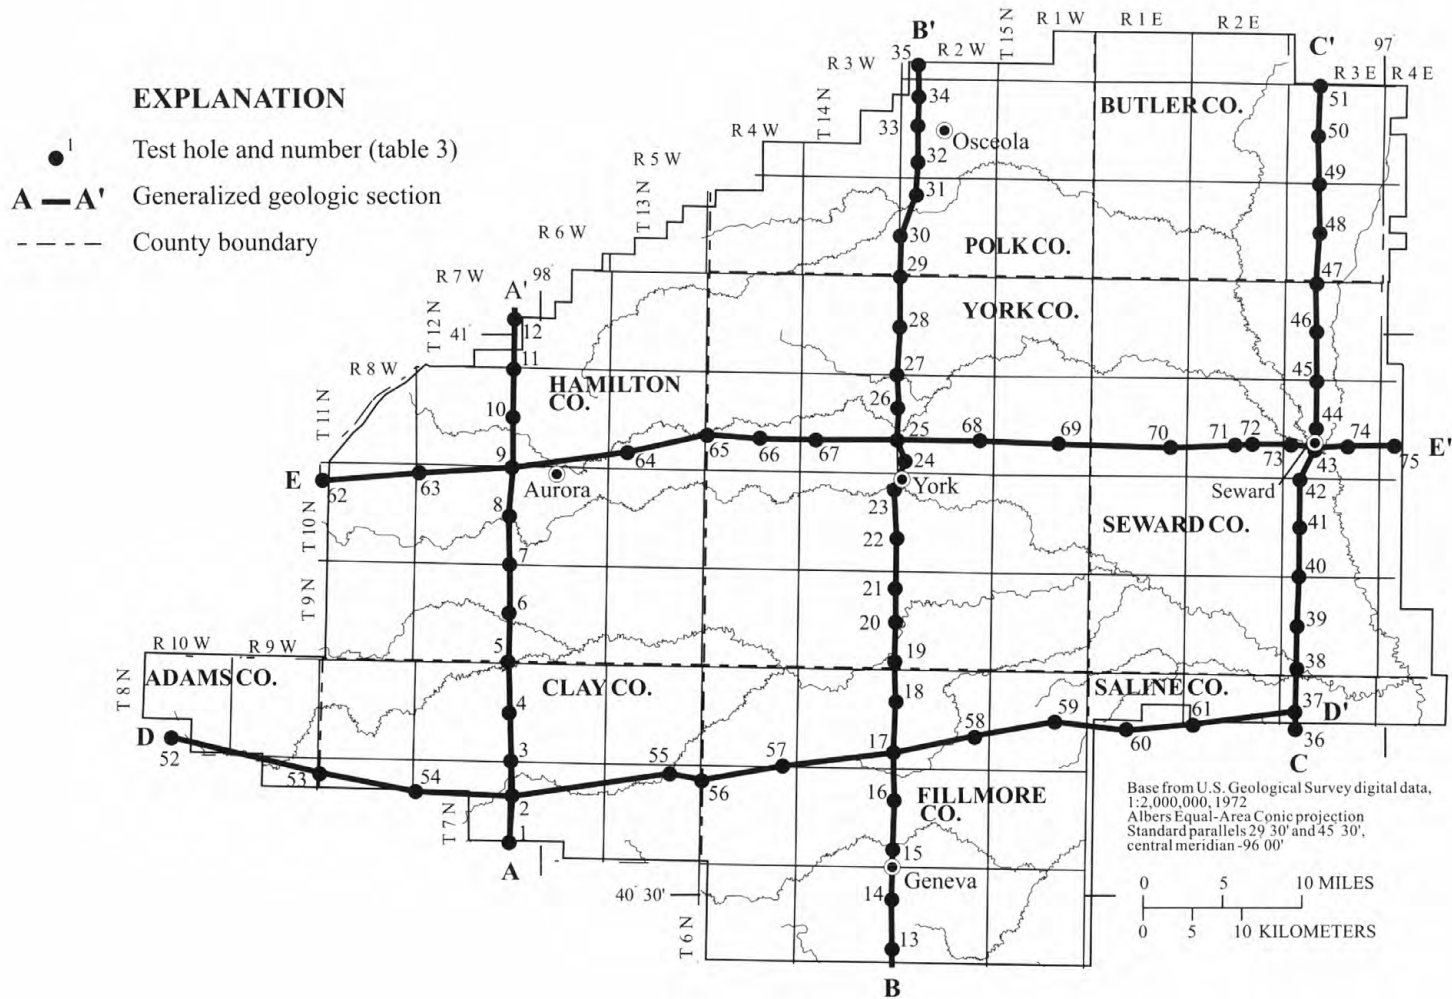 EXPLANATION
1
Test hole and number (table 3)
A A' Generalized geologic section
County boundary
B'
35
R 3 W
R 2 W
T 15 N
R 1 W
R 1 E
R 2 E
C'
97°
R 3 E
R 4 E
34
33
Osceola
32
31
30
29
BUTLER CO.
51
50
49
48
47
T 14 N
R 4 W
R 5 W
T 13 N
R 6 W
R 7 W
98°
A'
12
T 12 N
41°
11
R 8 W
T 11 N
POLK CO.
YORK CO.
28
27
26
46
45
44
HAMILTON
CO.
10
E
62
63
9
Aurora
64
65
66
67
25
68
69
70
71
72
73
43
74
75
E'
24
York
23
Seward
42
SEWARD CO.
T 10 N
8
7
22
41
40
T 9 N
6
5
21
20
19
39
38
R 10 W
R 9 W
T 8 N
ADAMS CO.
CLAY CO.
SALINE CO.
4
18
59
61
37
D'
36
C
D
52
53
54
3
2
55
56
57
17
58
60
T 7 N
1
A
16
FILLMORE
CO.
15
Geneva
40° 30'
14
T 6 N
13
B
Base from U.S. Geological Survey digital data,
1:2,000,000, 1972
Albers Equal-Area Conic projection
Standard parallels 29 30' and 45 30',
central meridian -96 00'
0 5 10 MILES
0 5 10 KILOMETERS